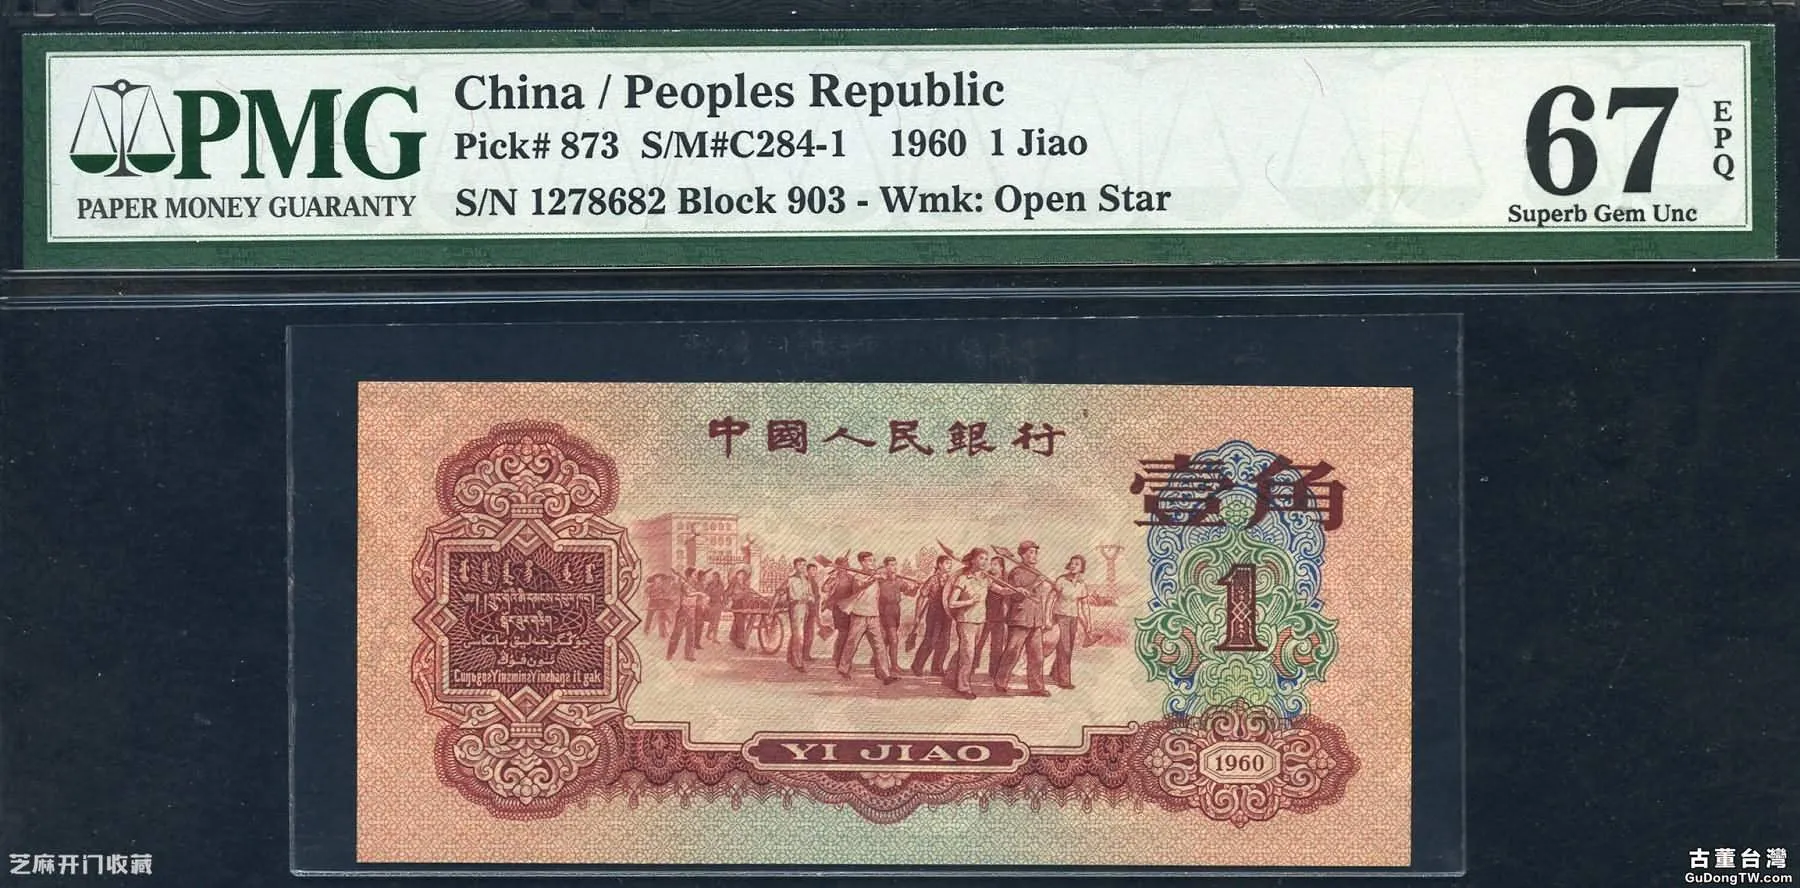 PMG
PAPER MONEY GUARANTY
China / Peoples Republic
Pick# 873 S/M#C284-1 1960 1 Jiao
S/N 1278682 Block 903 - Wmk: Open Star
67
EPQ
Superb Gem Unc
中國人民銀行
壹角
1
YI JIAO
1960
芝麻开门收藏
古董台灣
GuDongTW.com